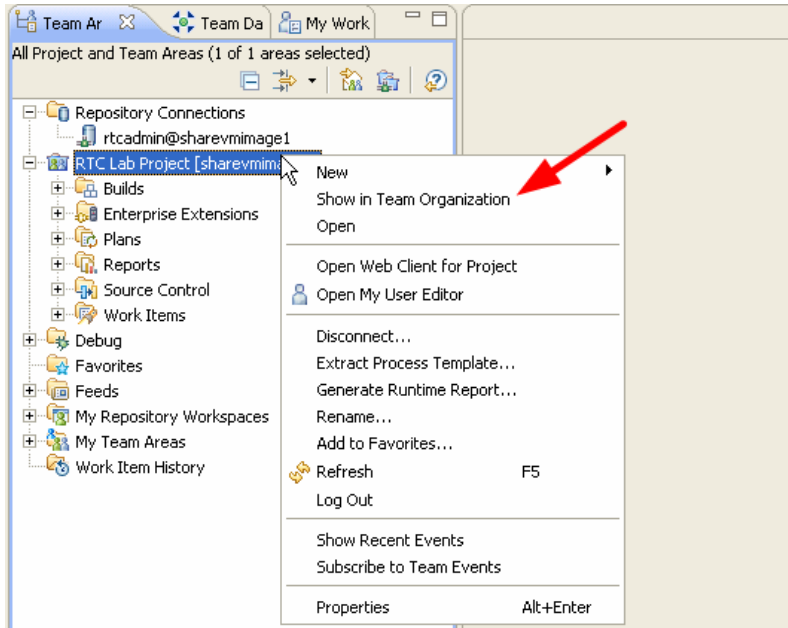 Team Ar
Team Da
My Work
All Project and Team Areas (1 of 1 areas selected)
Repository Connections
rtcadmin@sharevmimage1
RTC Lab Project [sharevmima
Builds
Enterprise Extensions
Plans
Reports
Source Control
Work Items
Debug
Favorites
Feeds
My Repository Workspaces
My Team Areas
Work Item History
New
Show in Team Organization
Open
Open Web Client for Project
Open My User Editor
Disconnect...
Extract Process Template...
Generate Runtime Report...
Rename...
Add to Favorites...
Refresh F5
Log Out
Show Recent Events
Subscribe to Team Events
Properties Alt+Enter